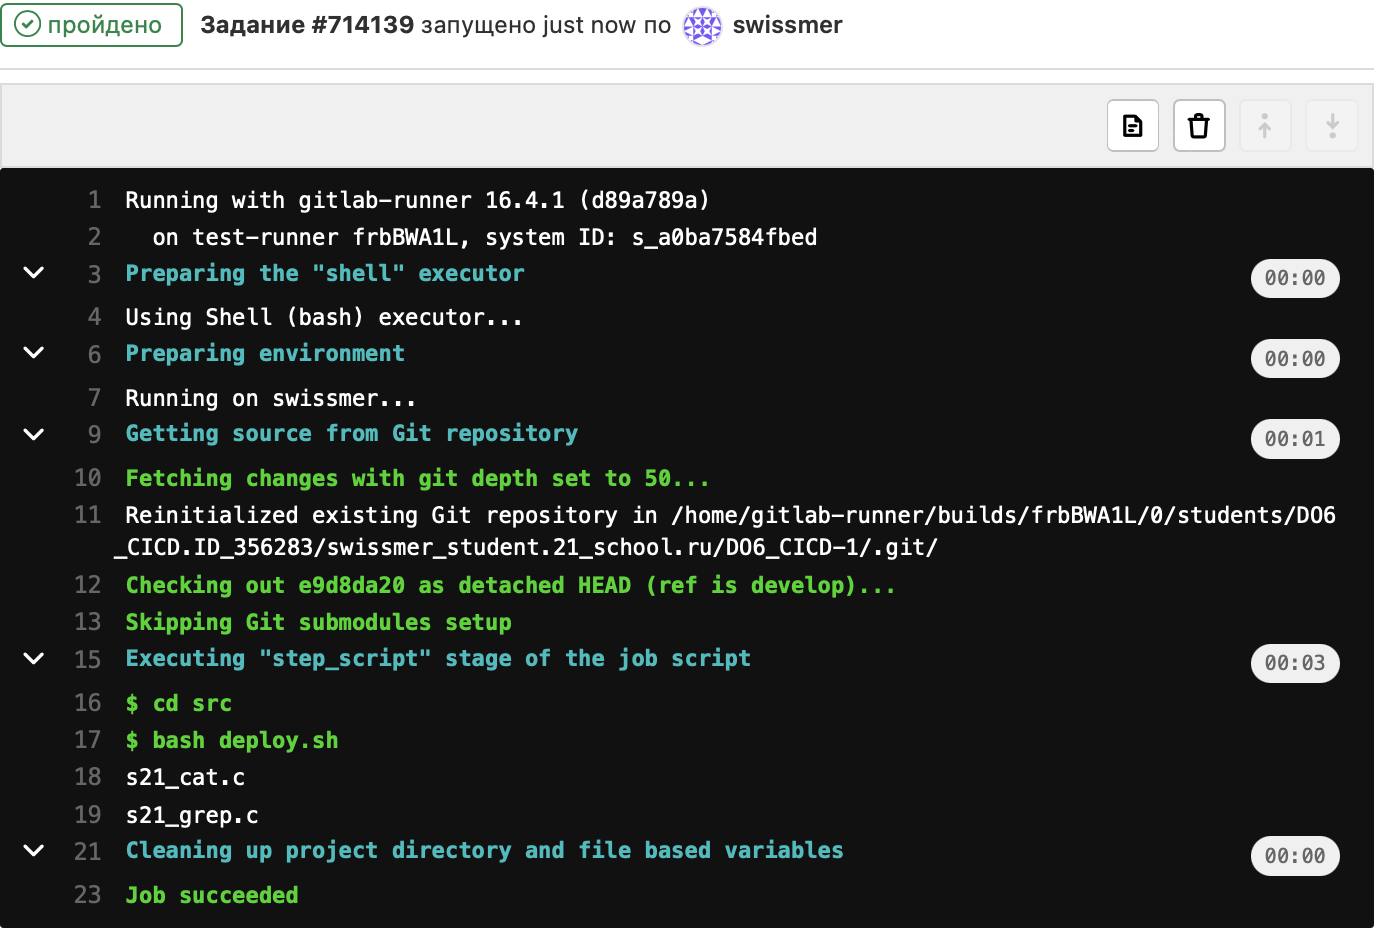 пройдено Задание #714139 запущено just now по swissmer
1 Running with gitlab-runner 16.4.1 (d89a789a)
2 on test-runner frbBWA1L, system ID: s_a0ba7584fbed
3 Preparing the "shell" executor 00:00
4 Using Shell (bash) executor...
6 Preparing environment 00:00
7 Running on swissmer...
9 Getting source from Git repository 00:01
10 Fetching changes with git depth set to 50...
11 Reinitialized existing Git repository in /home/gitlab-runner/builds/frbBWA1L/0/students/DO6
_CICD.ID_356283/swissmer_student.21_school.ru/DO6_CICD-1/.git/
12 Checking out e9d8da20 as detached HEAD (ref is develop)...
13 Skipping Git submodules setup
15 Executing "step_script" stage of the job script 00:03
16 $ cd src
17 $ bash deploy.sh
18 s21_cat.c
19 s21_grep.c
21 Cleaning up project directory and file based variables 00:00
23 Job succeeded